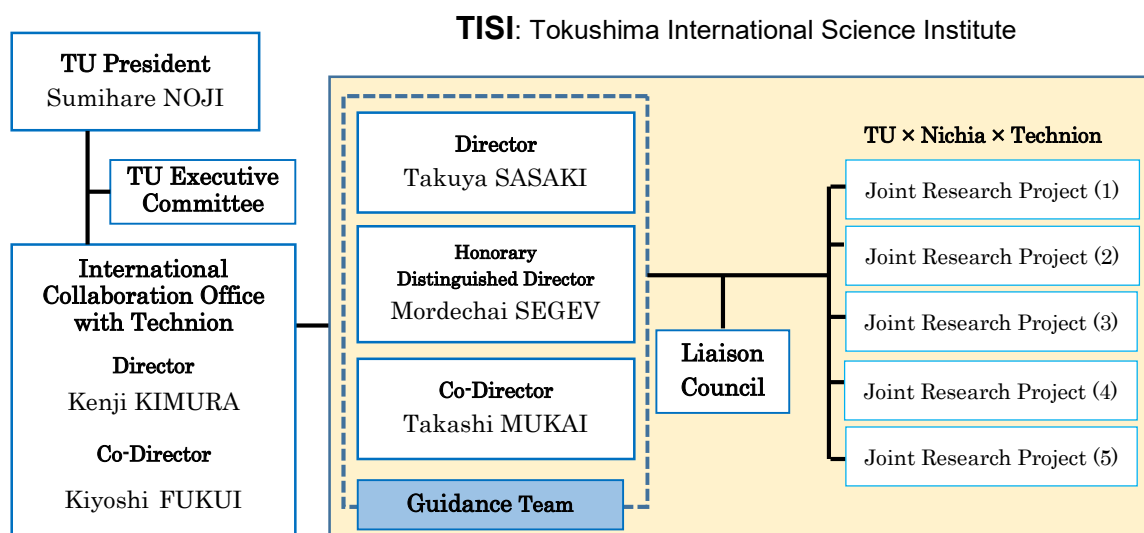 TISI: Tokushima International Science Institute
TU President
Sumihare NOJI
TU Executive
Committee
International
Collaboration Office
with Technion
Director
Kenji KIMURA
Co-Director
Kiyoshi FUKUI
Director
Takuya SASAKI
Honorary
Distinguished Director
Mordechai SEGEV
Co-Director
Takashi MUKAI
Guidance Team
Liaison
Council
TU × Nichia × Technion
Joint Research Project (1)
Joint Research Project (2)
Joint Research Project (3)
Joint Research Project (4)
Joint Research Project (5)